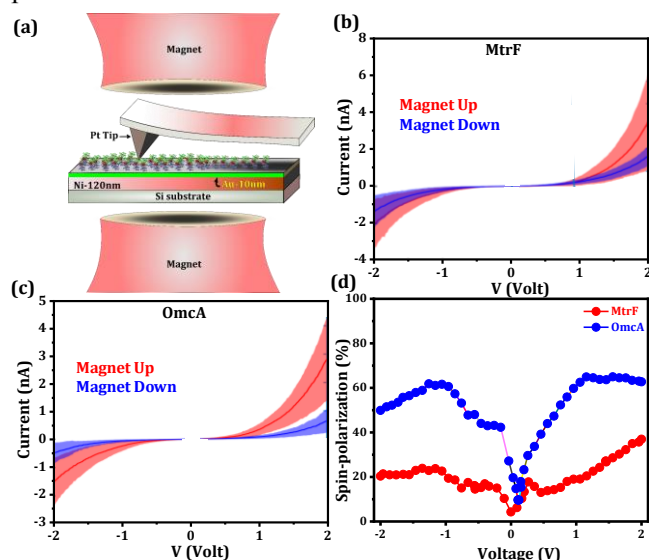 (a)
Magnet
Pt Tip
Ni-120nm
Au-10nm
Si substrate
Magnet
(b)
MtrF
Magnet Up
Magnet Down
Current (nA)
8
6
4
2
0
-2
-4
-2
-1
0
1
2
V (Volt)
(c)
OmcA
Magnet Up
Magnet Down
Current (nA)
5
4
3
2
1
0
-1
-2
-3
-2
-1
0
1
2
V (Volt)
(d)
MtrF
OmcA
Spin-polarization (%)
100
80
60
40
20
0
-2
-1
0
1
2
Voltage (V)